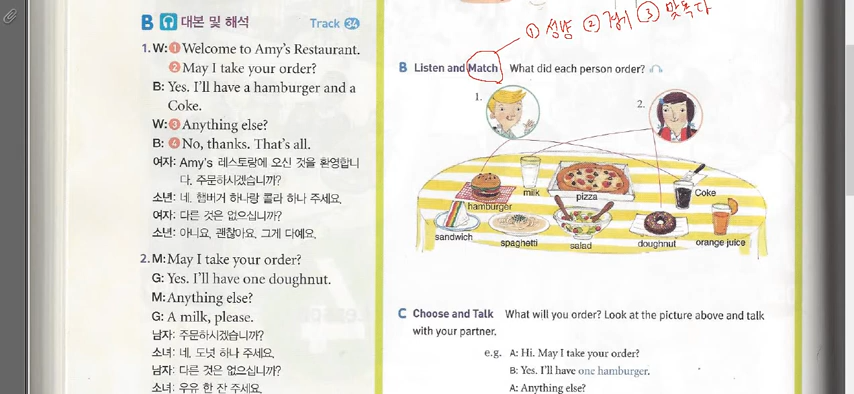 B 대본 및 해석 Track 34
1. W: ① Welcome to Amy's Restaurant.
② May I take your order?
B: Yes. I'll have a hamburger and a
Coke.
W: ③ Anything else?
B: ④ No, thanks. That's all.
여자: Amy's 레스토랑에 오신 것을 환영합니
다. 주문하시겠습니까?
소년: 네. 햄버거 하나랑 콜라 하나 주세요.
여자: 다른 것은 없으십니까?
소년: 아니요, 괜찮아요. 그게 다예요.
2. M: May I take your order?
G: Yes. I'll have one doughnut.
M: Anything else?
G: A milk, please.
남자: 주문하시겠습니까?
소녀: 네, 도넛 하나 주세요.
남자: 다른 것은 없으십니까?
소녀: 우유 한 잔 주세요.
① 성냥 ② 경기 ③ 맞먹다
B Listen and Match What did each person order?
1.
2.
milk
pizza
Coke
hamburger
sandwich
spaghetti
salad
doughnut
orange juice
C Choose and Talk What will you order? Look at the picture above and talk
with your partner.
e.g. A: Hi. May I take your order?
B: Yes. I'll have one hamburger.
A: Anything else?